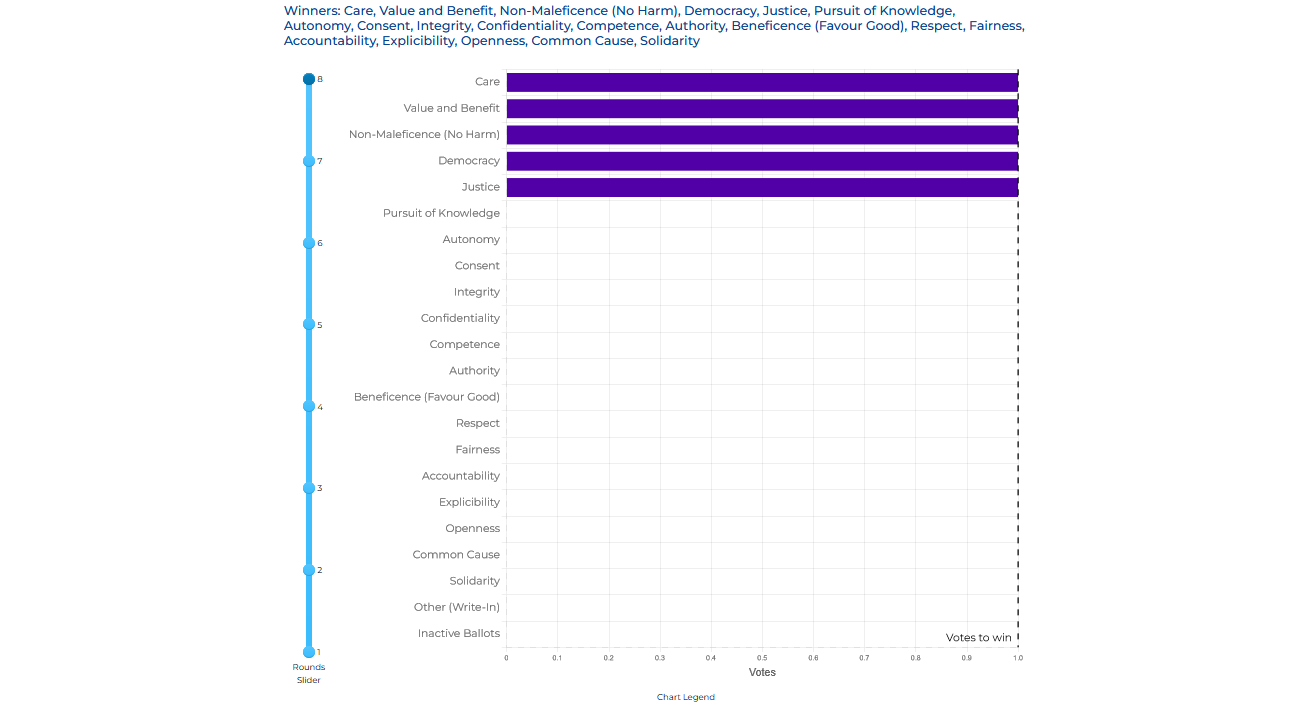 Winners: Care, Value and Benefit, Non-Maleficence (No Harm), Democracy, Justice, Pursuit of Knowledge,
Autonomy, Consent, Integrity, Confidentiality, Competence, Authority, Beneficence (Favour Good), Respect, Fairness,
Accountability, Explicibility, Openness, Common Cause, Solidarity
8
7
6
5
4
3
2
1
Rounds
Slider
Care
Value and Benefit
Non-Maleficence (No Harm)
Democracy
Justice
Pursuit of Knowledge
Autonomy
Consent
Integrity
Confidentiality
Competence
Authority
Beneficence (Favour Good)
Respect
Fairness
Accountability
Explicibility
Openness
Common Cause
Solidarity
Other (Write-In)
Inactive Ballots
Votes to win
0 0.1 0.2 0.3 0.4 0.5 0.6 0.7 0.8 0.9 1.0
Votes
Chart Legend